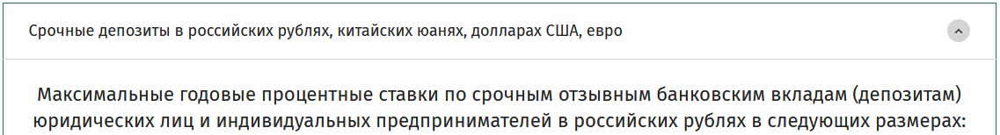 Срочные депозиты в российских рублях, китайских юанях, долларах США, евро
Максимальные годовые процентные ставки по срочным отзывным банковским вкладам (депозитам)
юридических лиц и индивидуальных предпринимателей в российских рублях в следующих размерах: